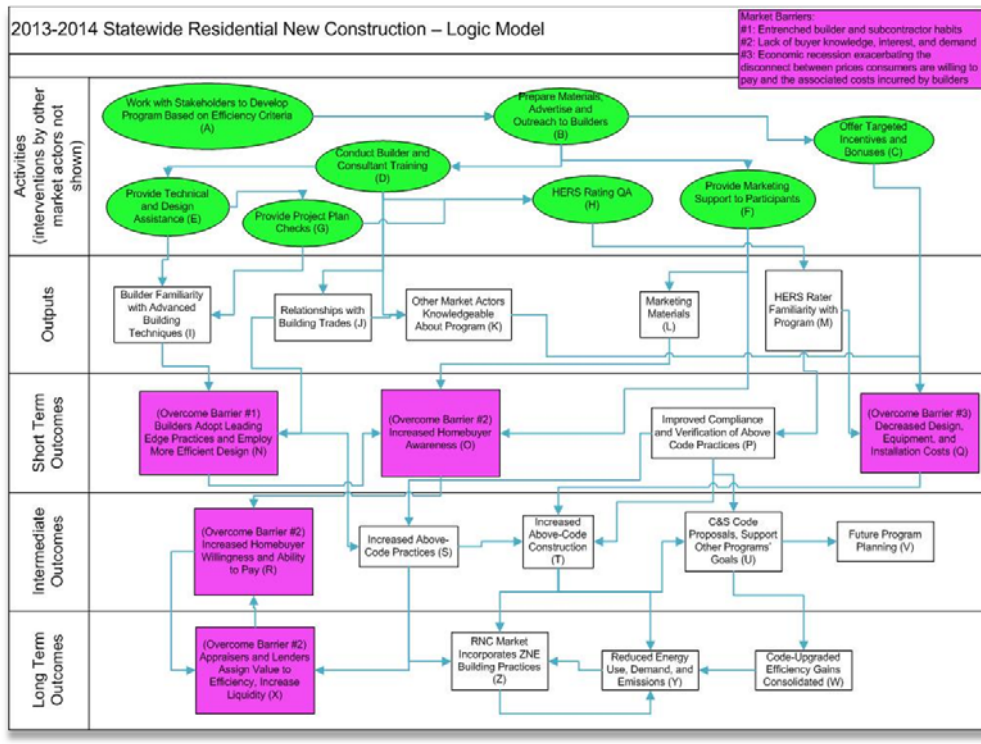 2013-2014 Statewide Residential New Construction – Logic Model
Market Barriers:
#1: Entrenched builder and subcontractor habits
#2: Lack of buyer knowledge, interest, and demand
#3: Economic recession exacerbating the
disconnect between prices consumers are willing to
pay and the associated costs incurred by builders
Activities
(interventions by other
market actors not
shown)
Work with Stakeholders to Develop
Program Based on Efficiency Criteria
(A)
Prepare Materials,
Advertise and
Outreach to Builders
(B)
Offer Targeted
Incentives and
Bonuses (C)
Conduct Builder and
Consultant Training
(D)
Provide Technical
and Design
Assistance (E)
Provide Project Plan
Checks (G)
HERS Rating QA
(H)
Provide Marketing
Support to Participants
(F)
Outputs
Builder Familiarity
with Advanced
Building
Techniques (I)
Relationships with
Building Trades (J)
Other Market Actors
Knowledgeable
About Program (K)
Marketing
Materials
(L)
HERS Rater
Familiarity with
Program (M)
Short Term
Outcomes
(Overcome Barrier #1)
Builders Adopt Leading
Edge Practices and Employ
More Efficient Design (N)
(Overcome Barrier #2)
Increased Homebuyer
Awareness (O)
Improved Compliance
and Verification of Above
Code Practices (P)
(Overcome Barrier #3)
Decreased Design,
Equipment, and
Installation Costs (Q)
Intermediate
Outcomes
(Overcome Barrier #2)
Increased Homebuyer
Willingness and Ability
to Pay (R)
Increased Above-
Code Practices (S)
Increased
Above-Code
Construction
(T)
C&S Code
Proposals, Support
Other Programs'
Goals (U)
Future Program
Planning (V)
Long Term
Outcomes
(Overcome Barrier #2)
Appraisers and Lenders
Assign Value to
Efficiency, Increase
Liquidity (X)
RNC Market
Incorporates ZNE
Building Practices
(Z)
Reduced Energy
Use, Demand, and
Emissions (Y)
Code-Upgraded
Efficiency Gains
Consolidated (W)